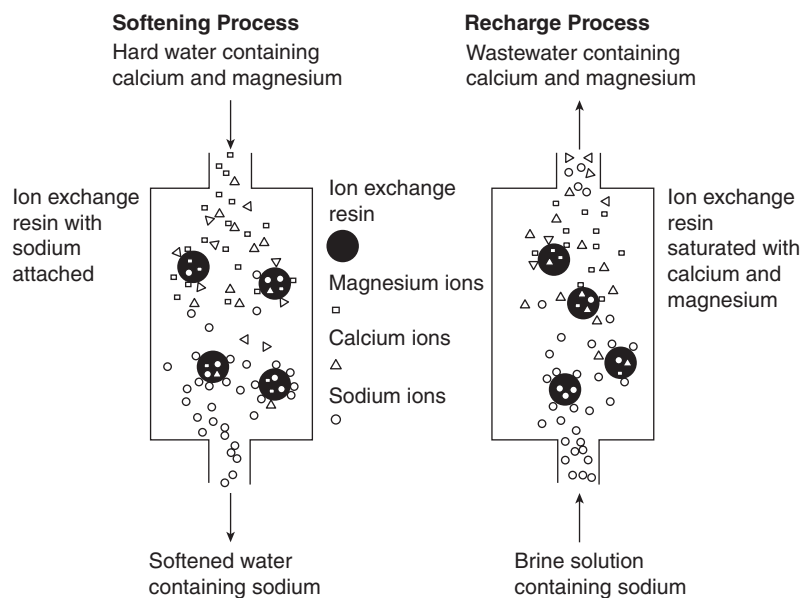 Softening Process
Hard water containing
calcium and magnesium
Recharge Process
Wastewater containing
calcium and magnesium
Ion exchange
resin with
sodium
attached
Ion exchange
resin
Magnesium ions
Calcium ions
Sodium ions
Ion exchange
resin
saturated with
calcium and
magnesium
Softened water
containing sodium
Brine solution
containing sodium